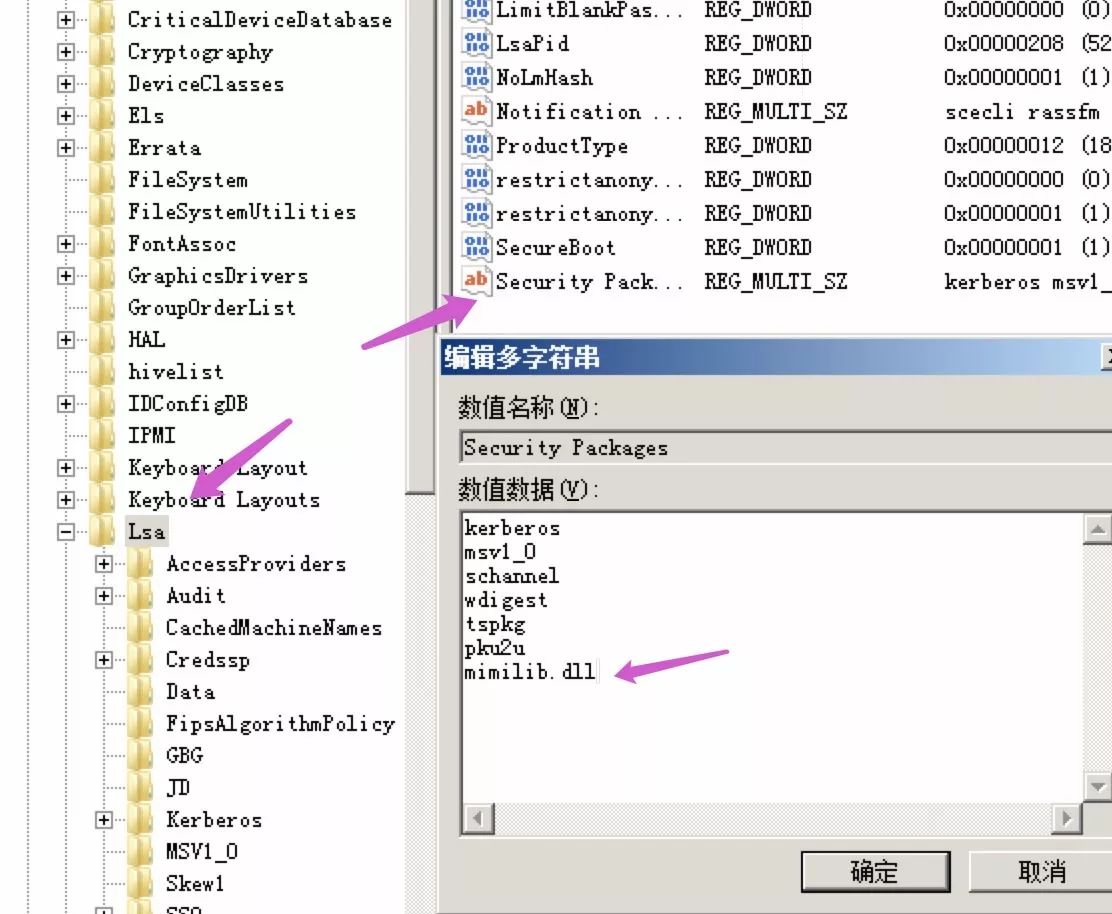 CriticalDeviceDatabase
Cryptography
DeviceClasses
Els
Errata
FileSystem
FileSystemUtilities
FontAssoc
GraphicsDrivers
GroupOrderList
HAL
hivelist
IDConfigDB
IPMI
Keyboard Layout
Keyboard Layouts
Lsa
AccessProviders
Audit
CachedMachineNames
Credssp
Data
FipsAlgorithmPolicy
GBG
JD
Kerberos
MSV1_0
Skew1
SSO
LimitBlankPas... REG_DWORD 0x00000000 (0)
LsaPid REG_DWORD 0x00000208 (52
NoLmHash REG_DWORD 0x00000001 (1)
Notification ... REG_MULTI_SZ scecli rassfm
ProductType REG_DWORD 0x00000012 (18
restrictanony... REG_DWORD 0x00000000 (0)
restrictanony... REG_DWORD 0x00000001 (1)
SecureBoot REG_DWORD 0x00000001 (1)
Security Pack... REG_MULTI_SZ kerberos msv1_
编辑多字符串
数值名称(N):
Security Packages
数值数据(V):
kerberos
msv1_0
schannel
wdigest
tspkg
pku2u
mimilib.dll
确定 取消